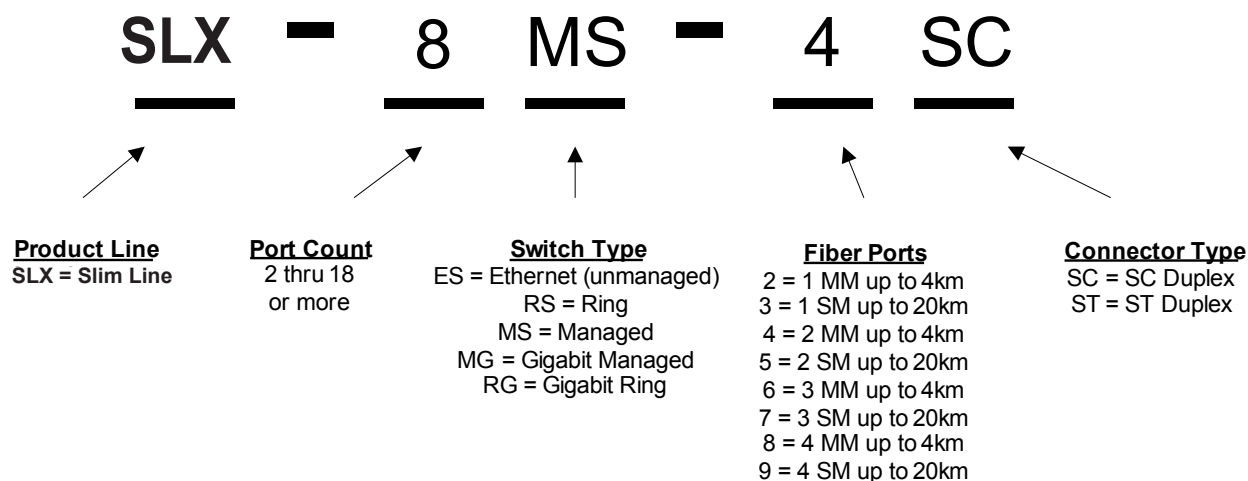 SLX - 8 MS - 4 SC
Product Line
SLX = Slim Line
Port Count
2 thru 18
or more
Switch Type
ES = Ethernet (unmanaged)
RS = Ring
MS = Managed
MG = Gigabit Managed
RG = Gigabit Ring
Fiber Ports
2 = 1 MM up to 4km
3 = 1 SM up to 20km
4 = 2 MM up to 4km
5 = 2 SM up to 20km
6 = 3 MM up to 4km
7 = 3 SM up to 20km
8 = 4 MM up to 4km
9 = 4 SM up to 20km
Connector Type
SC = SC Duplex
ST = ST Duplex